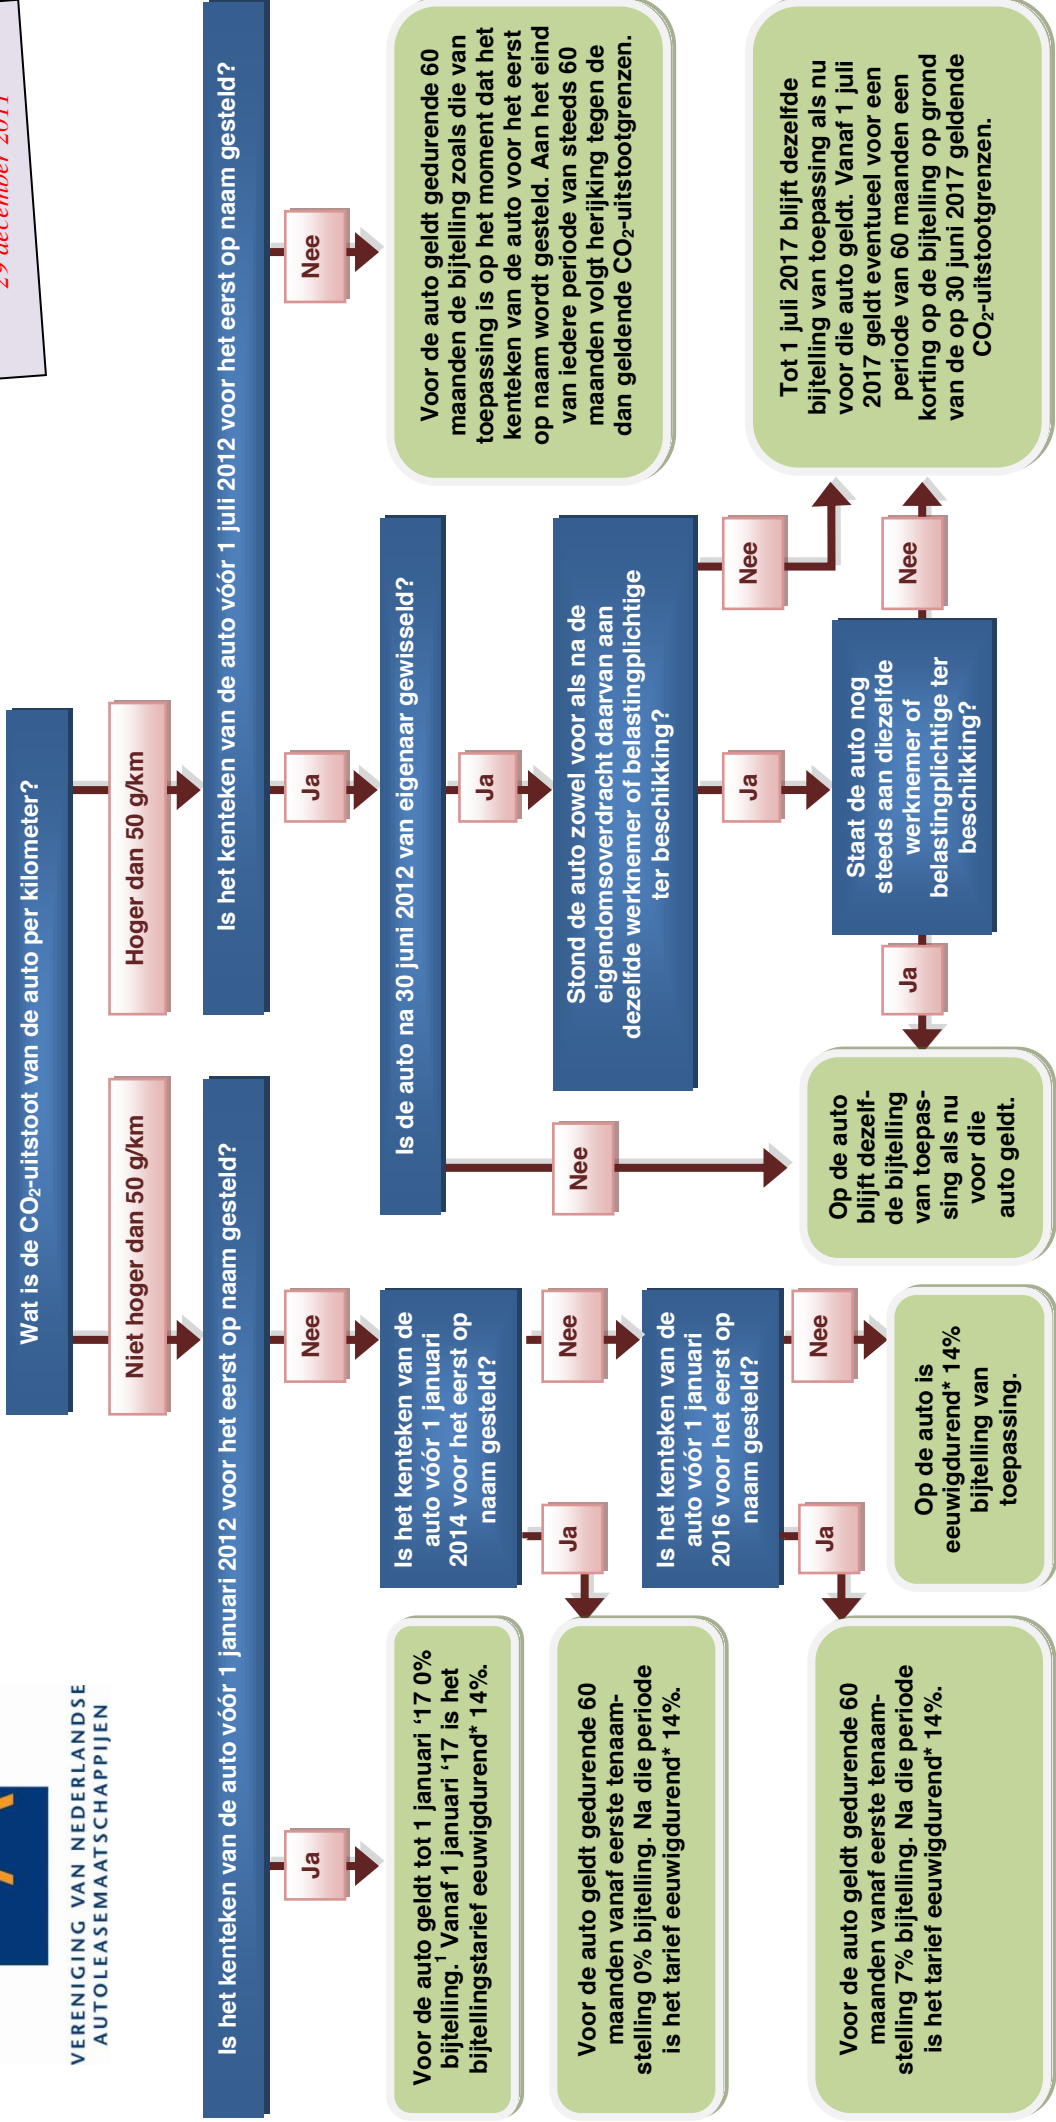 29 december 2011
VERENIGING VAN NEDERLANDSE
AUTOLEASEMAATSCHAPPIJEN
Wat is de CO₂-uitstoot van de auto per kilometer?
Niet hoger dan 50 g/km
Hoger dan 50 g/km
Is het kenteken van de auto vóór 1 januari 2012 voor het eerst op naam gesteld?
Ja
Nee
Voor de auto geldt tot 1 januari ‘17 0%
bijtelling.¹ Vanaf 1 januari ‘17 is het
bijtellingstarief eeuwigdurend* 14%.
Is het kenteken van de
auto vóór 1 januari
2014 voor het eerst op
naam gesteld?
Ja
Nee
Voor de auto geldt gedurende 60
maanden vanaf eerste tenaam-
stelling 0% bijtelling. Na die periode
is het tarief eeuwigdurend* 14%.
Is het kenteken van de
auto vóór 1 januari
2016 voor het eerst op
naam gesteld?
Ja
Nee
Voor de auto geldt gedurende 60
maanden vanaf eerste tenaam-
stelling 7% bijtelling. Na die periode
is het tarief eeuwigdurend* 14%.
Op de auto is
eeuwigdurend* 14%
bijtelling van
toepassing.
Is het kenteken van de auto vóór 1 juli 2012 voor het eerst op naam gesteld?
Ja
Nee
Voor de auto geldt gedurende 60
maanden de bijtelling zoals die van
toepassing is op het moment dat het
kenteken van de auto voor het eerst
op naam wordt gesteld. Aan het eind
van iedere periode van steeds 60
maanden volgt herijking tegen de
dan geldende CO₂-uitstootgrenzen.
Is de auto na 30 juni 2012 van eigenaar gewisseld?
Nee
Ja
Stond de auto zowel voor als na de
eigendomsoverdracht daarvan aan
dezelfde werknemer of belastingplichtige
ter beschikking?
Ja
Nee
Staat de auto nog
steeds aan diezelfde
werknemer of
belastingplichtige ter
beschikking?
Ja
Nee
Op de auto
blijft dezelf-
de bijtelling
van toepas-
sing als nu
voor die
auto geldt.
Tot 1 juli 2017 blijft dezelfde
bijtelling van toepassing als nu
voor die auto geldt. Vanaf 1 juli
2017 geldt eventueel voor een
periode van 60 maanden een
korting op de bijtelling op grond
van de op 30 juni 2017 geldende
CO₂-uitstootgrenzen.